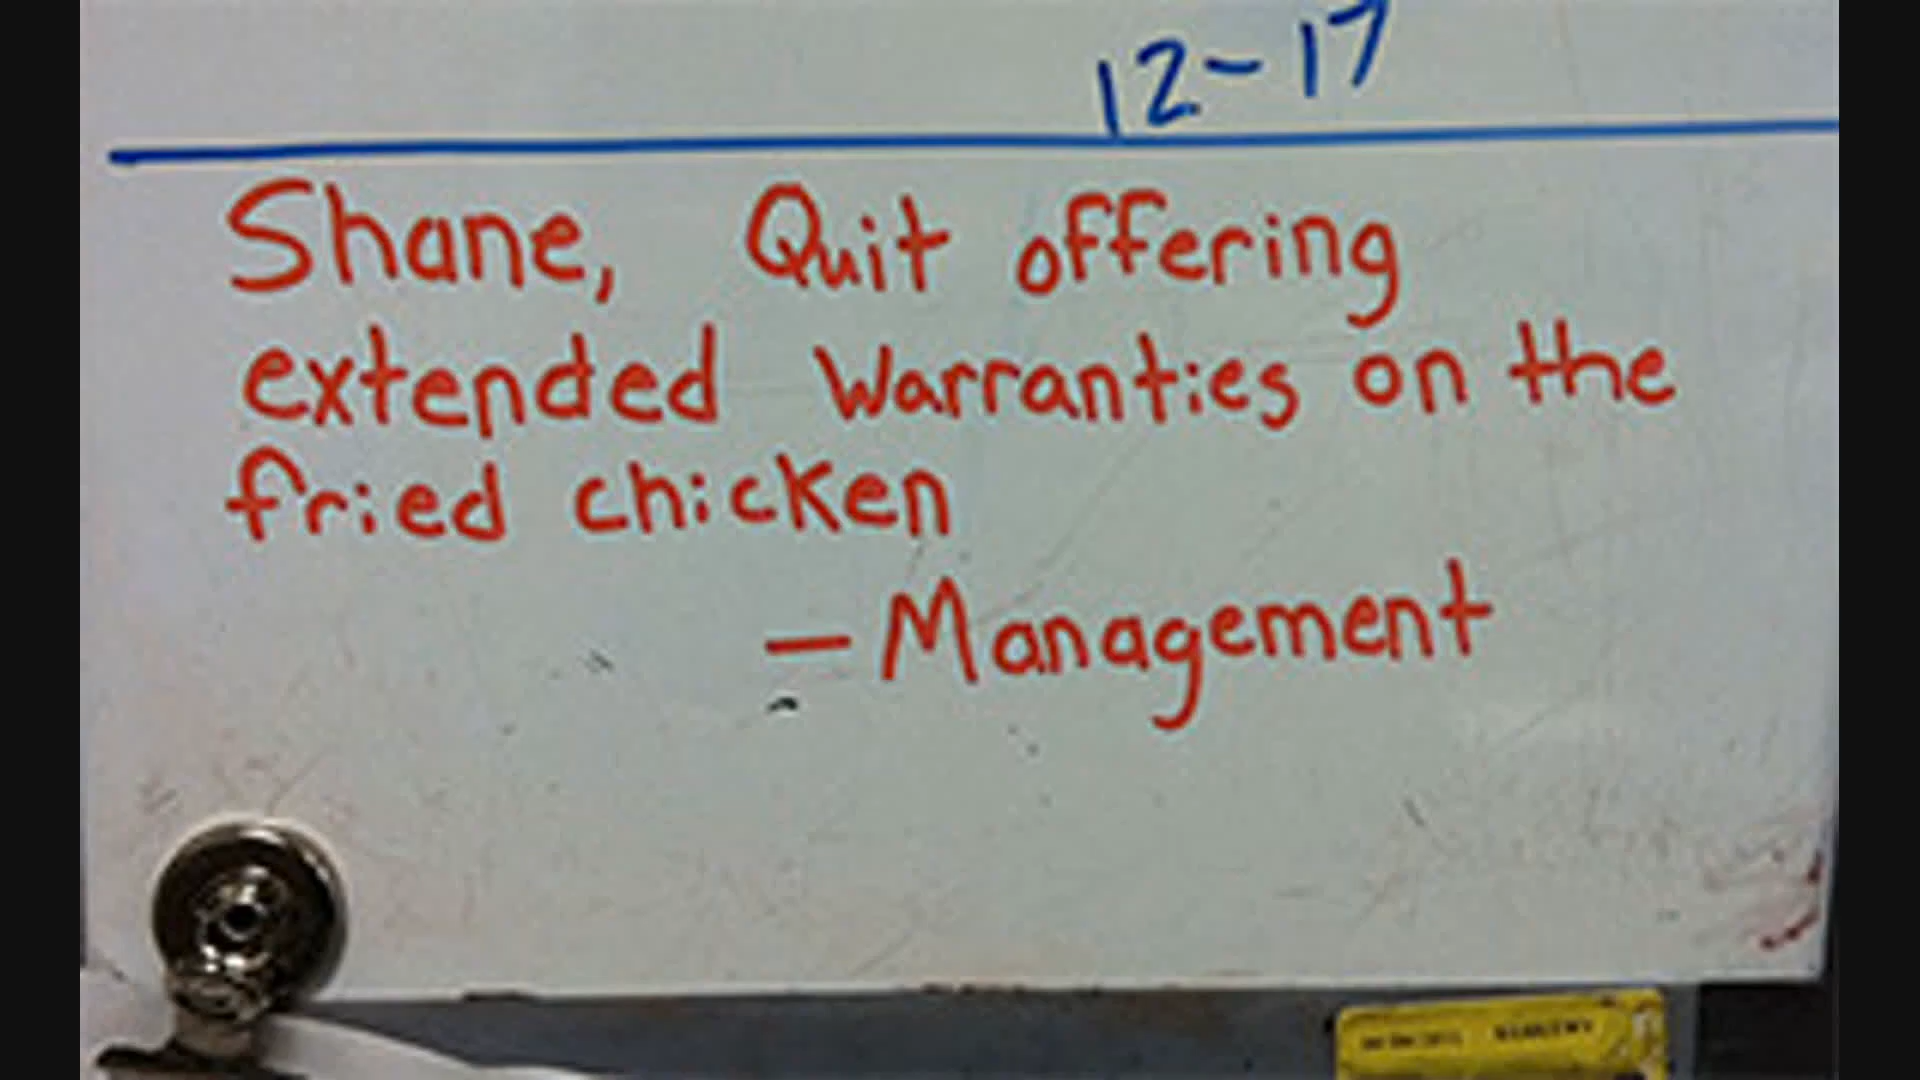 12-17
Shane, Quit offering
extended warranties on the
fried chicken
— Management